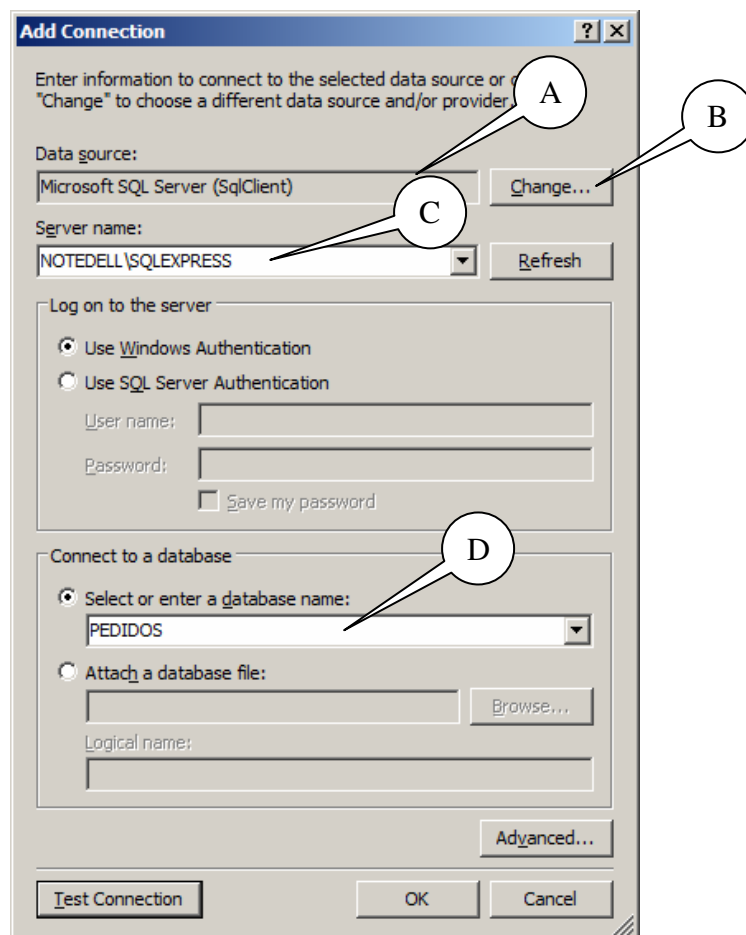 Add Connection
Enter information to connect to the selected data source or c
"Change" to choose a different data source and/or provider.
A
B
Data source:
Microsoft SQL Server (SqlClient)
Change...
C
Server name:
NOTEDELL\SQLEXPRESS
Refresh
Log on to the server
Use Windows Authentication
Use SQL Server Authentication
User name:
Password:
Save my password
Connect to a database
D
Select or enter a database name:
PEDIDOS
Attach a database file:
Browse...
Logical name:
Advanced...
Test Connection
OK
Cancel